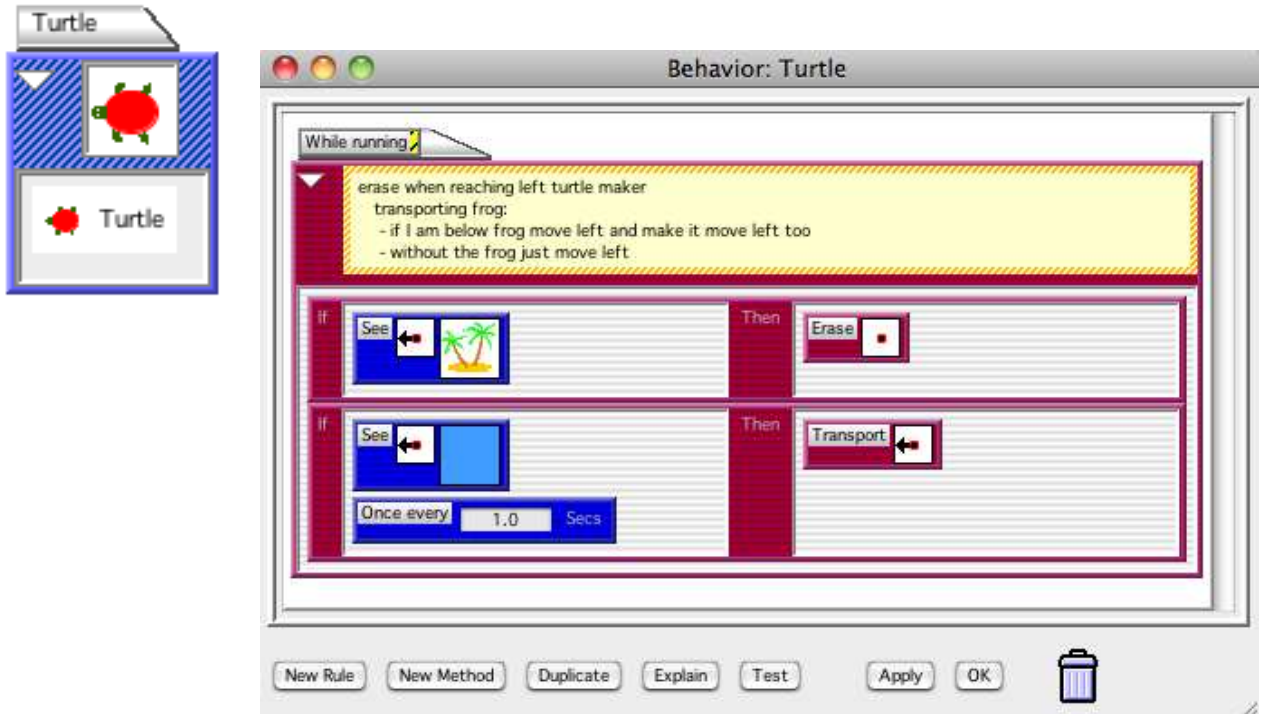 Turtle
Turtle
Behavior: Turtle
While running
erase when reaching left turtle maker
transporting frog:
- if I am below frog move left and make it move left too
- without the frog just move left
If
See
Then
Erase
If
See
Then
Transport
Once every 1.0 Secs
New Rule New Method Duplicate Explain Test Apply OK